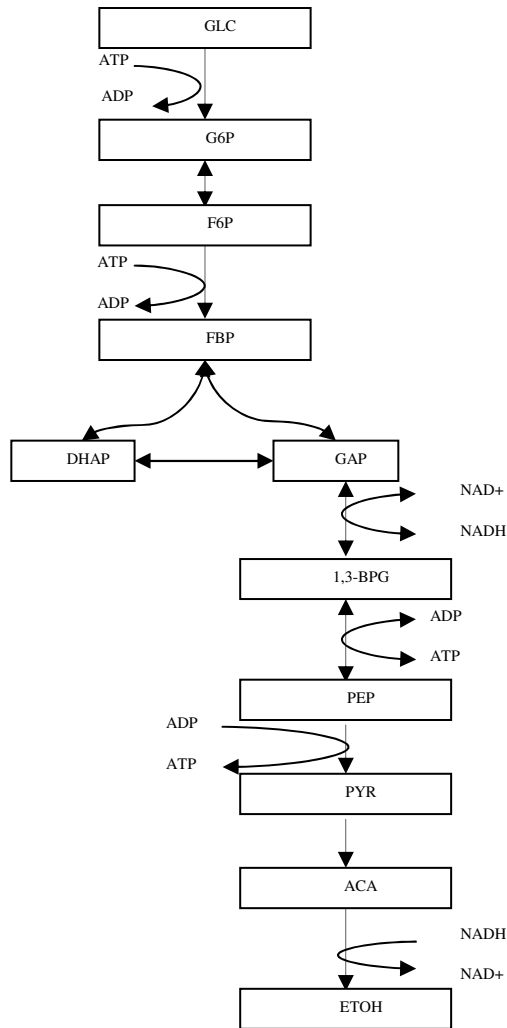 GLC
ATP
ADP
G6P
F6P
ATP
ADP
FBP
DHAP
GAP
NAD+
NADH
1,3-BPG
ADP
ATP
PEP
ADP
ATP
PYR
ACA
NADH
NAD+
ETOH